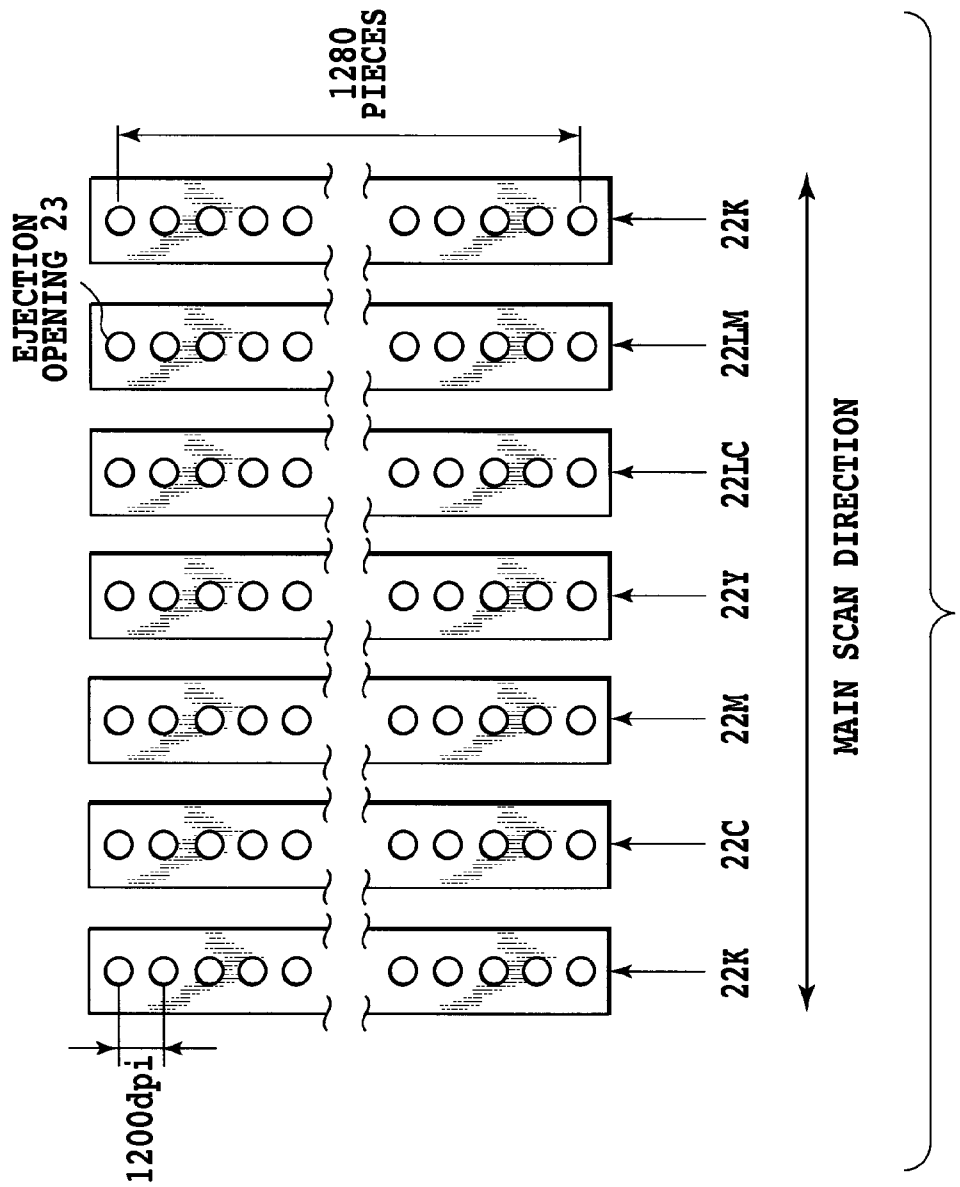 EJECTION
OPENING 23
1280
PIECES
1200dpi
22K
22C
22M
22Y
22LC
22LM
22K
MAIN SCAN DIRECTION